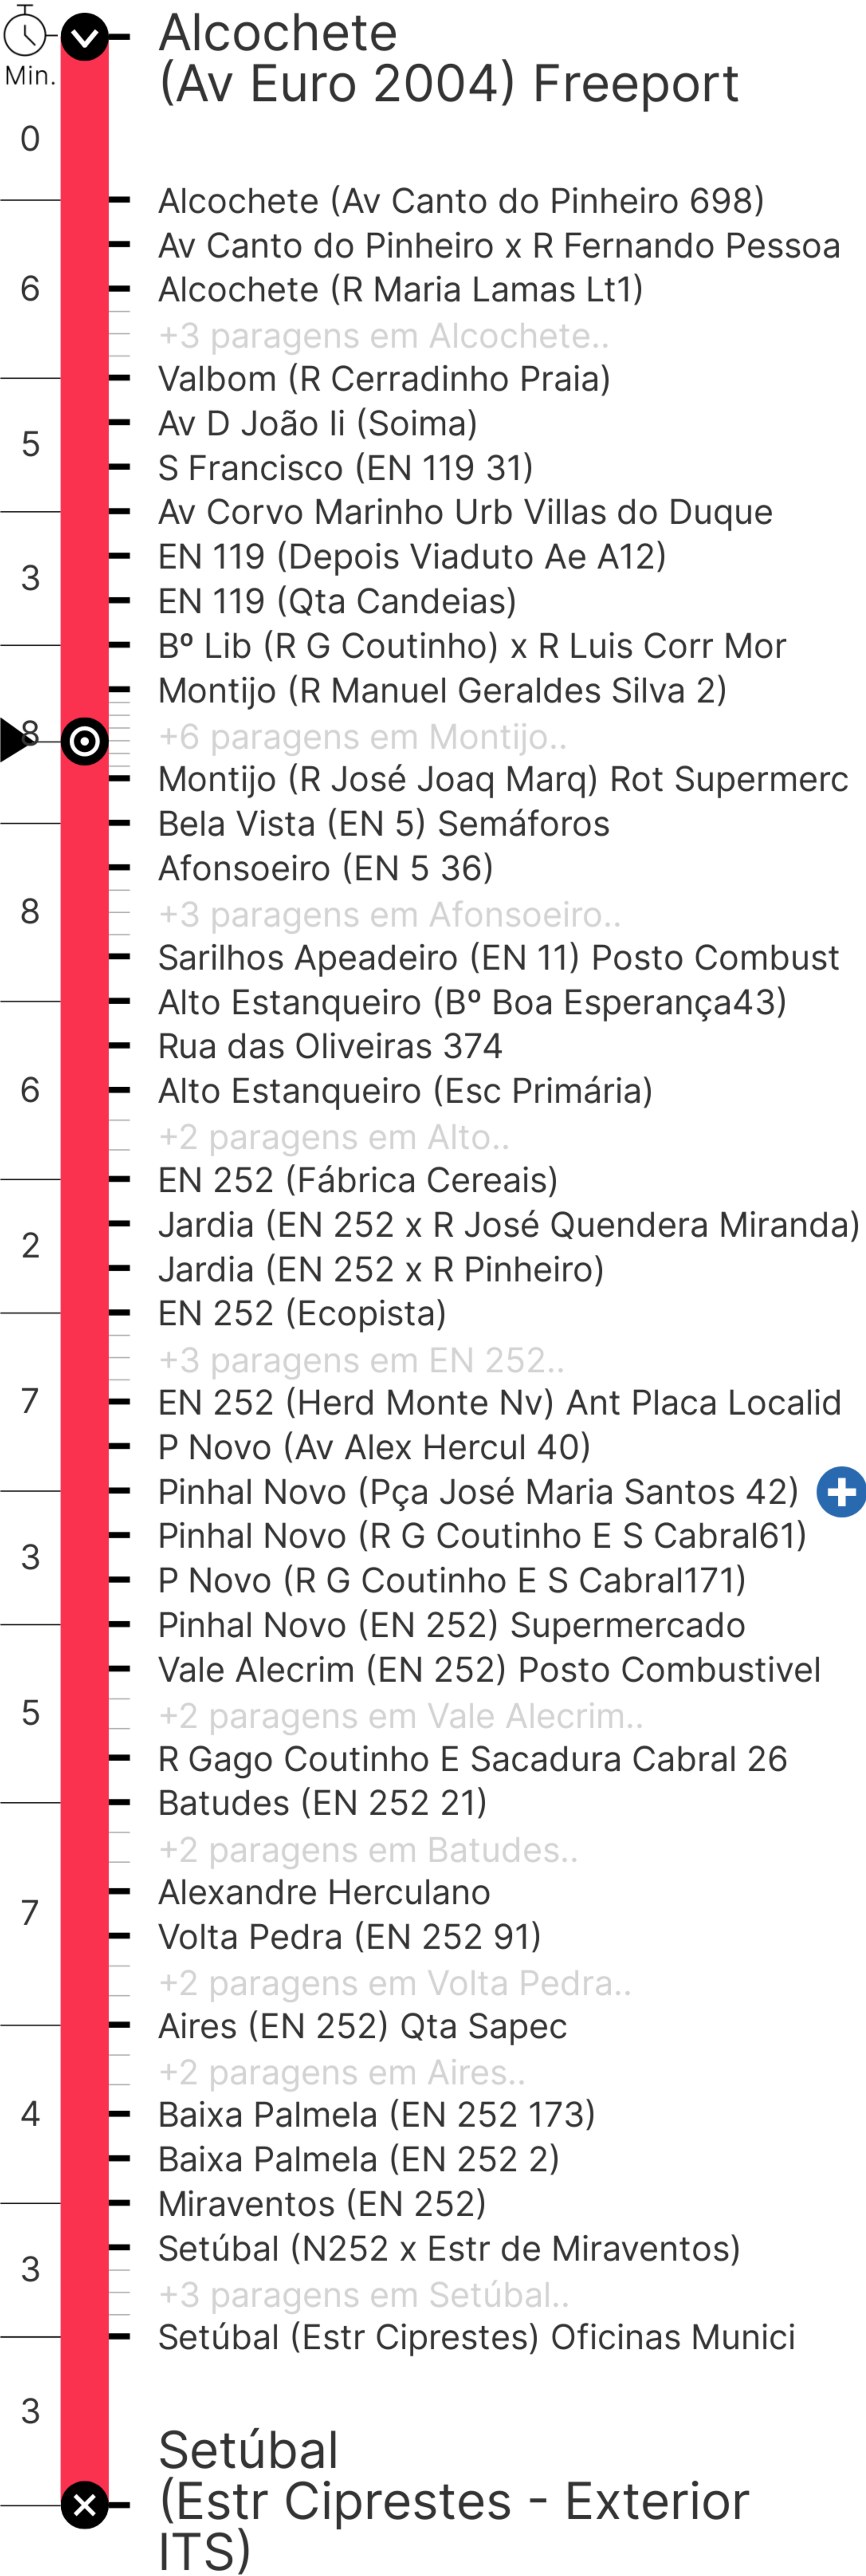 Alcochete
(Av Euro 2004) Freeport
Min.
0
Alcochete (Av Canto do Pinheiro 698)
Av Canto do Pinheiro x R Fernando Pessoa
6
Alcochete (R Maria Lamas Lt1)
+3 paragens em Alcochete..
Valbom (R Cerradinho Praia)
Av D João Ii (Soima)
5
S Francisco (EN 119 31)
Av Corvo Marinho Urb Villas do Duque
EN 119 (Depois Viaduto Ae A12)
3
EN 119 (Qta Candeias)
Bº Lib (R G Coutinho) x R Luis Corr Mor
Montijo (R Manuel Geraldes Silva 2)
8
+6 paragens em Montijo..
Montijo (R José Joaq Marq) Rot Supermerc
Bela Vista (EN 5) Semáforos
Afonsoeiro (EN 5 36)
8
+3 paragens em Afonsoeiro..
Sarilhos Apeadeiro (EN 11) Posto Combust
Alto Estanqueiro (Bº Boa Esperança43)
Rua das Oliveiras 374
6
Alto Estanqueiro (Esc Primária)
+2 paragens em Alto..
EN 252 (Fábrica Cereais)
Jardia (EN 252 x R José Quendera Miranda)
2
Jardia (EN 252 x R Pinheiro)
EN 252 (Ecopista)
+3 paragens em EN 252..
7
EN 252 (Herd Monte Nv) Ant Placa Localid
P Novo (Av Alex Hercul 40)
Pinhal Novo (Pça José Maria Santos 42)
Pinhal Novo (R G Coutinho E S Cabral61)
3
P Novo (R G Coutinho E S Cabral171)
Pinhal Novo (EN 252) Supermercado
Vale Alecrim (EN 252) Posto Combustivel
5
+2 paragens em Vale Alecrim..
R Gago Coutinho E Sacadura Cabral 26
Batudes (EN 252 21)
+2 paragens em Batudes..
Alexandre Herculano
7
Volta Pedra (EN 252 91)
+2 paragens em Volta Pedra..
Aires (EN 252) Qta Sapec
+2 paragens em Aires..
4
Baixa Palmela (EN 252 173)
Baixa Palmela (EN 252 2)
Miraventos (EN 252)
Setúbal (N252 x Estr de Miraventos)
3
+3 paragens em Setúbal..
Setúbal (Estr Ciprestes) Oficinas Munici
3
Setúbal
(Estr Ciprestes - Exterior
ITS)